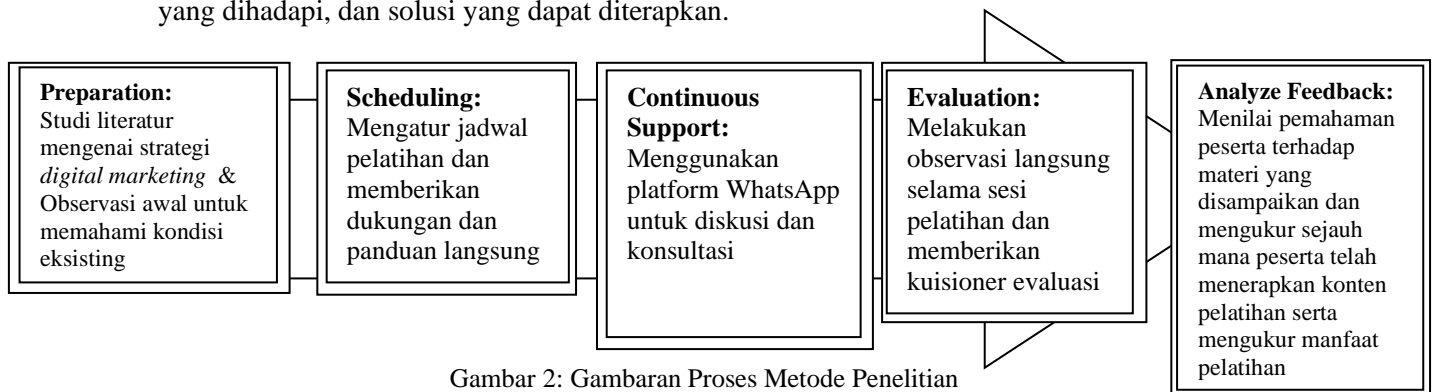 yang dihadapi, dan solusi yang dapat diterapkan.
Preparation:
Studi literatur
mengenai strategi
digital marketing &
Observasi awal untuk
memahami kondisi
eksisting
Scheduling:
Mengatur jadwal
pelatihan dan
memberikan
dukungan dan
panduan langsung
Continuous
Support:
Menggunakan
platform WhatsApp
untuk diskusi dan
konsultasi
Evaluation:
Melakukan
observasi langsung
selama sesi
pelatihan dan
memberikan
kuisioner evaluasi
Analyze Feedback:
Menilai pemahaman
peserta terhadap
materi yang
disampaikan dan
mengukur sejauh
mana peserta telah
menerapkan konten
pelatihan serta
mengukur manfaat
pelatihan
Gambar 2: Gambaran Proses Metode Penelitian